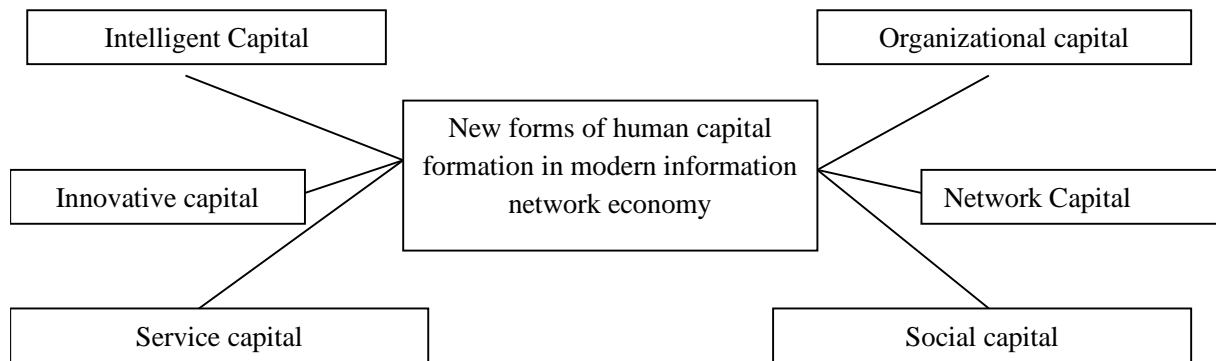 Intelligent Capital
Organizational capital
New forms of human capital
formation in modern information
network economy
Innovative capital
Network Capital
Service capital
Social capital